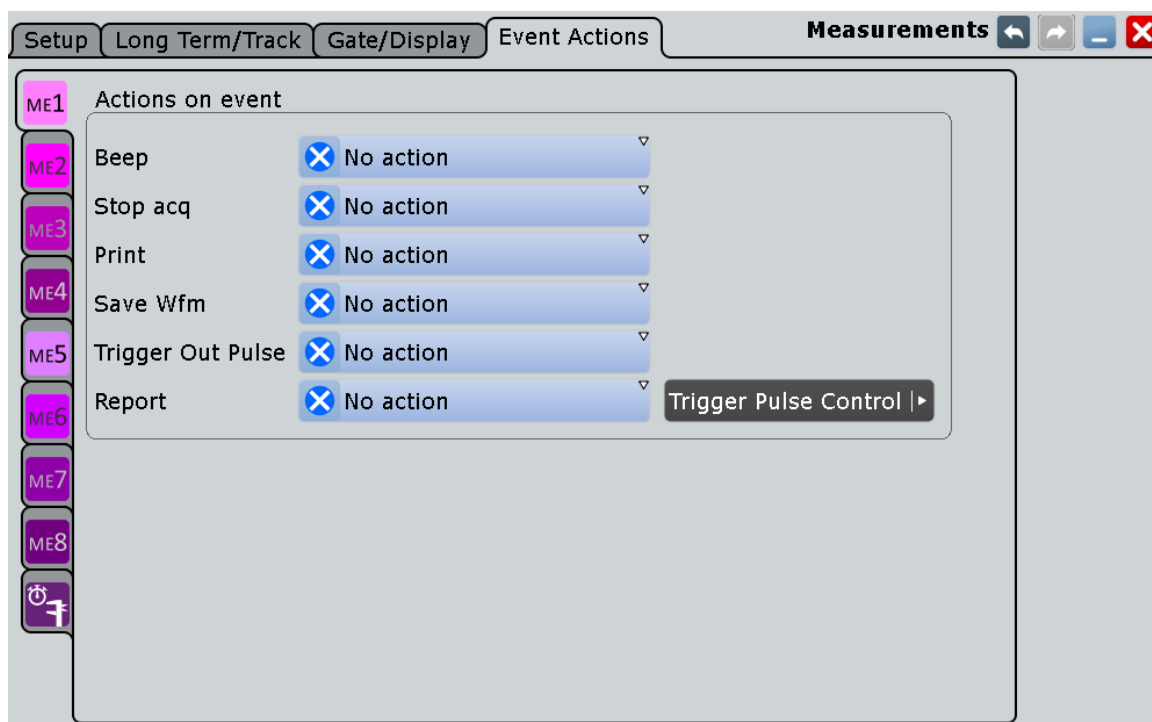 Setup Long Term/Track Gate/Display Event Actions Measurements
ME1
ME2
ME3
ME4
ME5
ME6
ME7
ME8
Actions on event
Beep No action
Stop acq No action
Print No action
Save Wfm No action
Trigger Out Pulse No action
Report No action Trigger Pulse Control